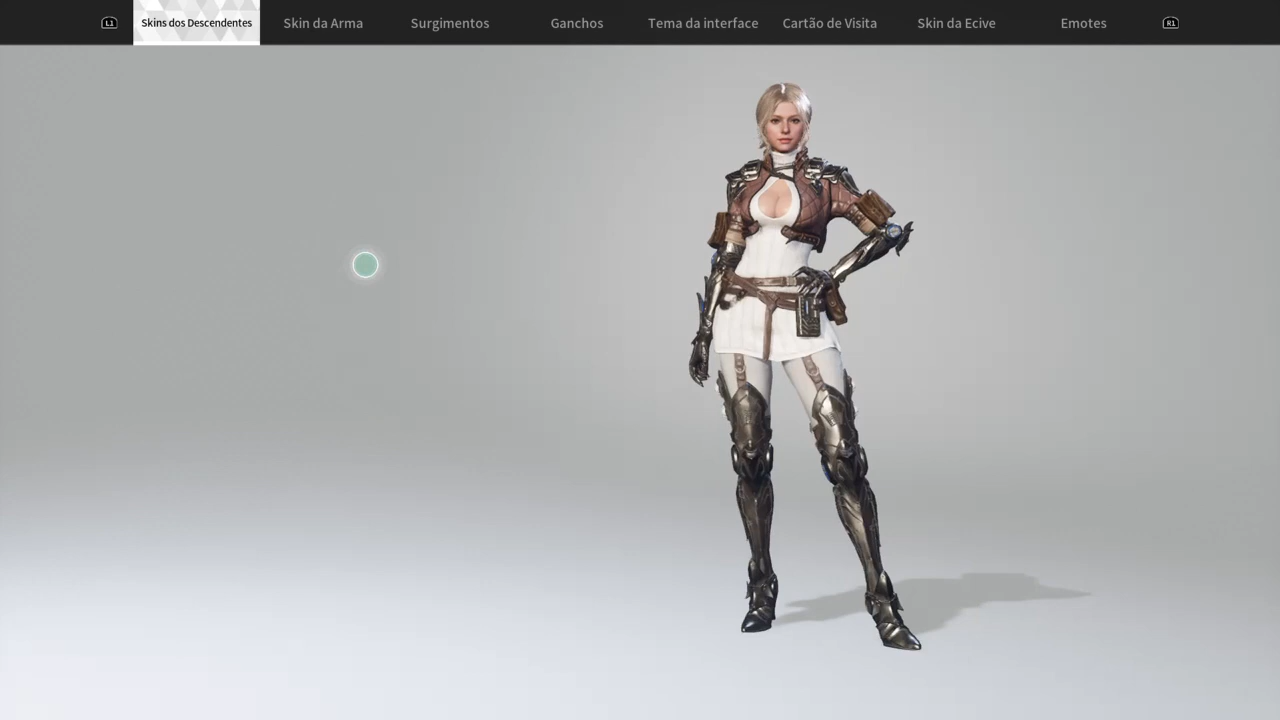 L1 Skins dos Descendentes Skin da Arma Surgimentos Ganchos Tema da interface Cartão de Visita Skin da Ecive Emotes R1